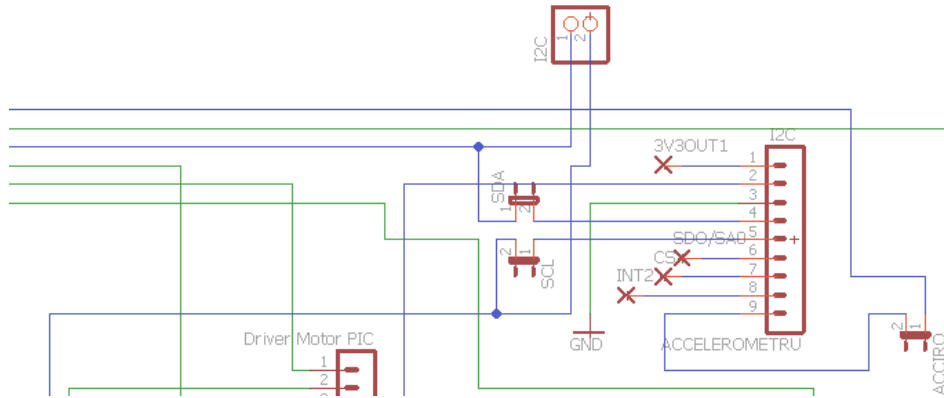 I2C
1
2
I2C
3V3OUT1
1
2
3
4
5
6
7
8
9
SDA
1
2
SDO/SA0
CS
INT2
2
1
SCL
GND
ACCELEROMETRU
2
1
ACCIRO
Driver Motor PIC
1
2